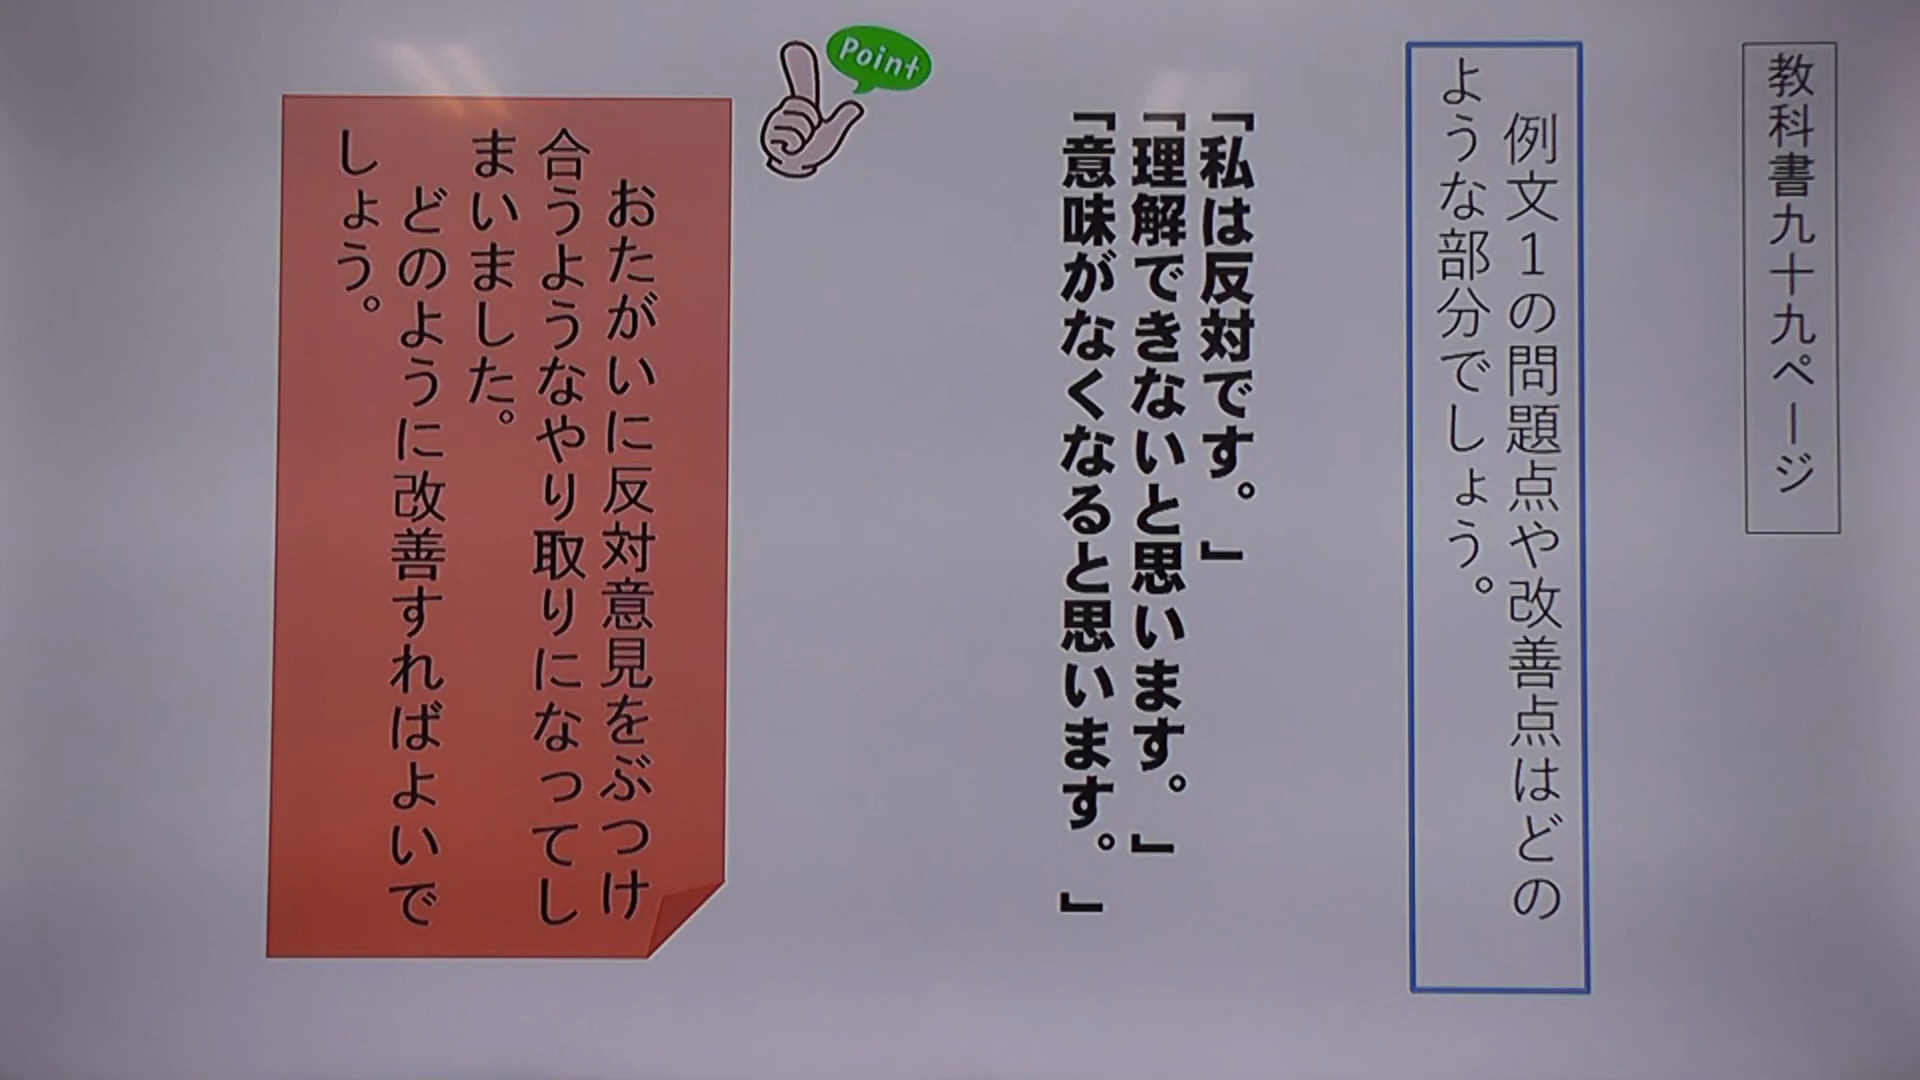 教科書九十九ページ
例文1の問題点や改善点はどの
ような部分でしょう。
「私は反対です。」
「理解できないと思います。」
「意味がなくなると思います。」
Point
おたがいに反対意見をぶつけ
合うようなやり取りになってし
まいました。
どのように改善すればよいで
しょう。